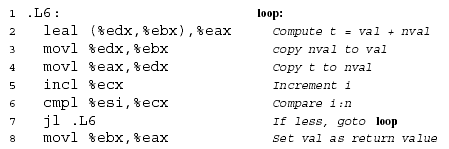 1 .L6: loop:
2 leal (%edx,%ebx),%eax Compute t = val + nval
3 movl %edx,%ebx copy nval to val
4 movl %eax,%edx Copy t to nval
5 incl %ecx Increment i
6 cmpl %esi,%ecx Compare i:n
7 jl .L6 If less, goto loop
8 movl %ebx,%eax Set val as return value